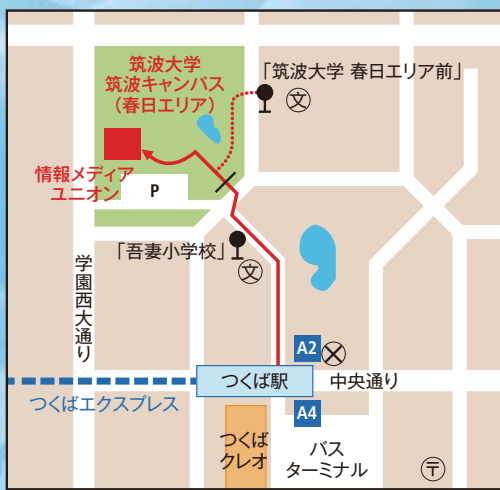 筑波大学
筑波キャンパス
（春日エリア）
「筑波大学 春日エリア前」
文
情報メディア
ユニオン
P
「吾妻小学校」
文
学園西大通り
A2
つくば駅
中央通り
つくばエクスプレス
A4
つくば
クレオ
バス
ターミナル
〒